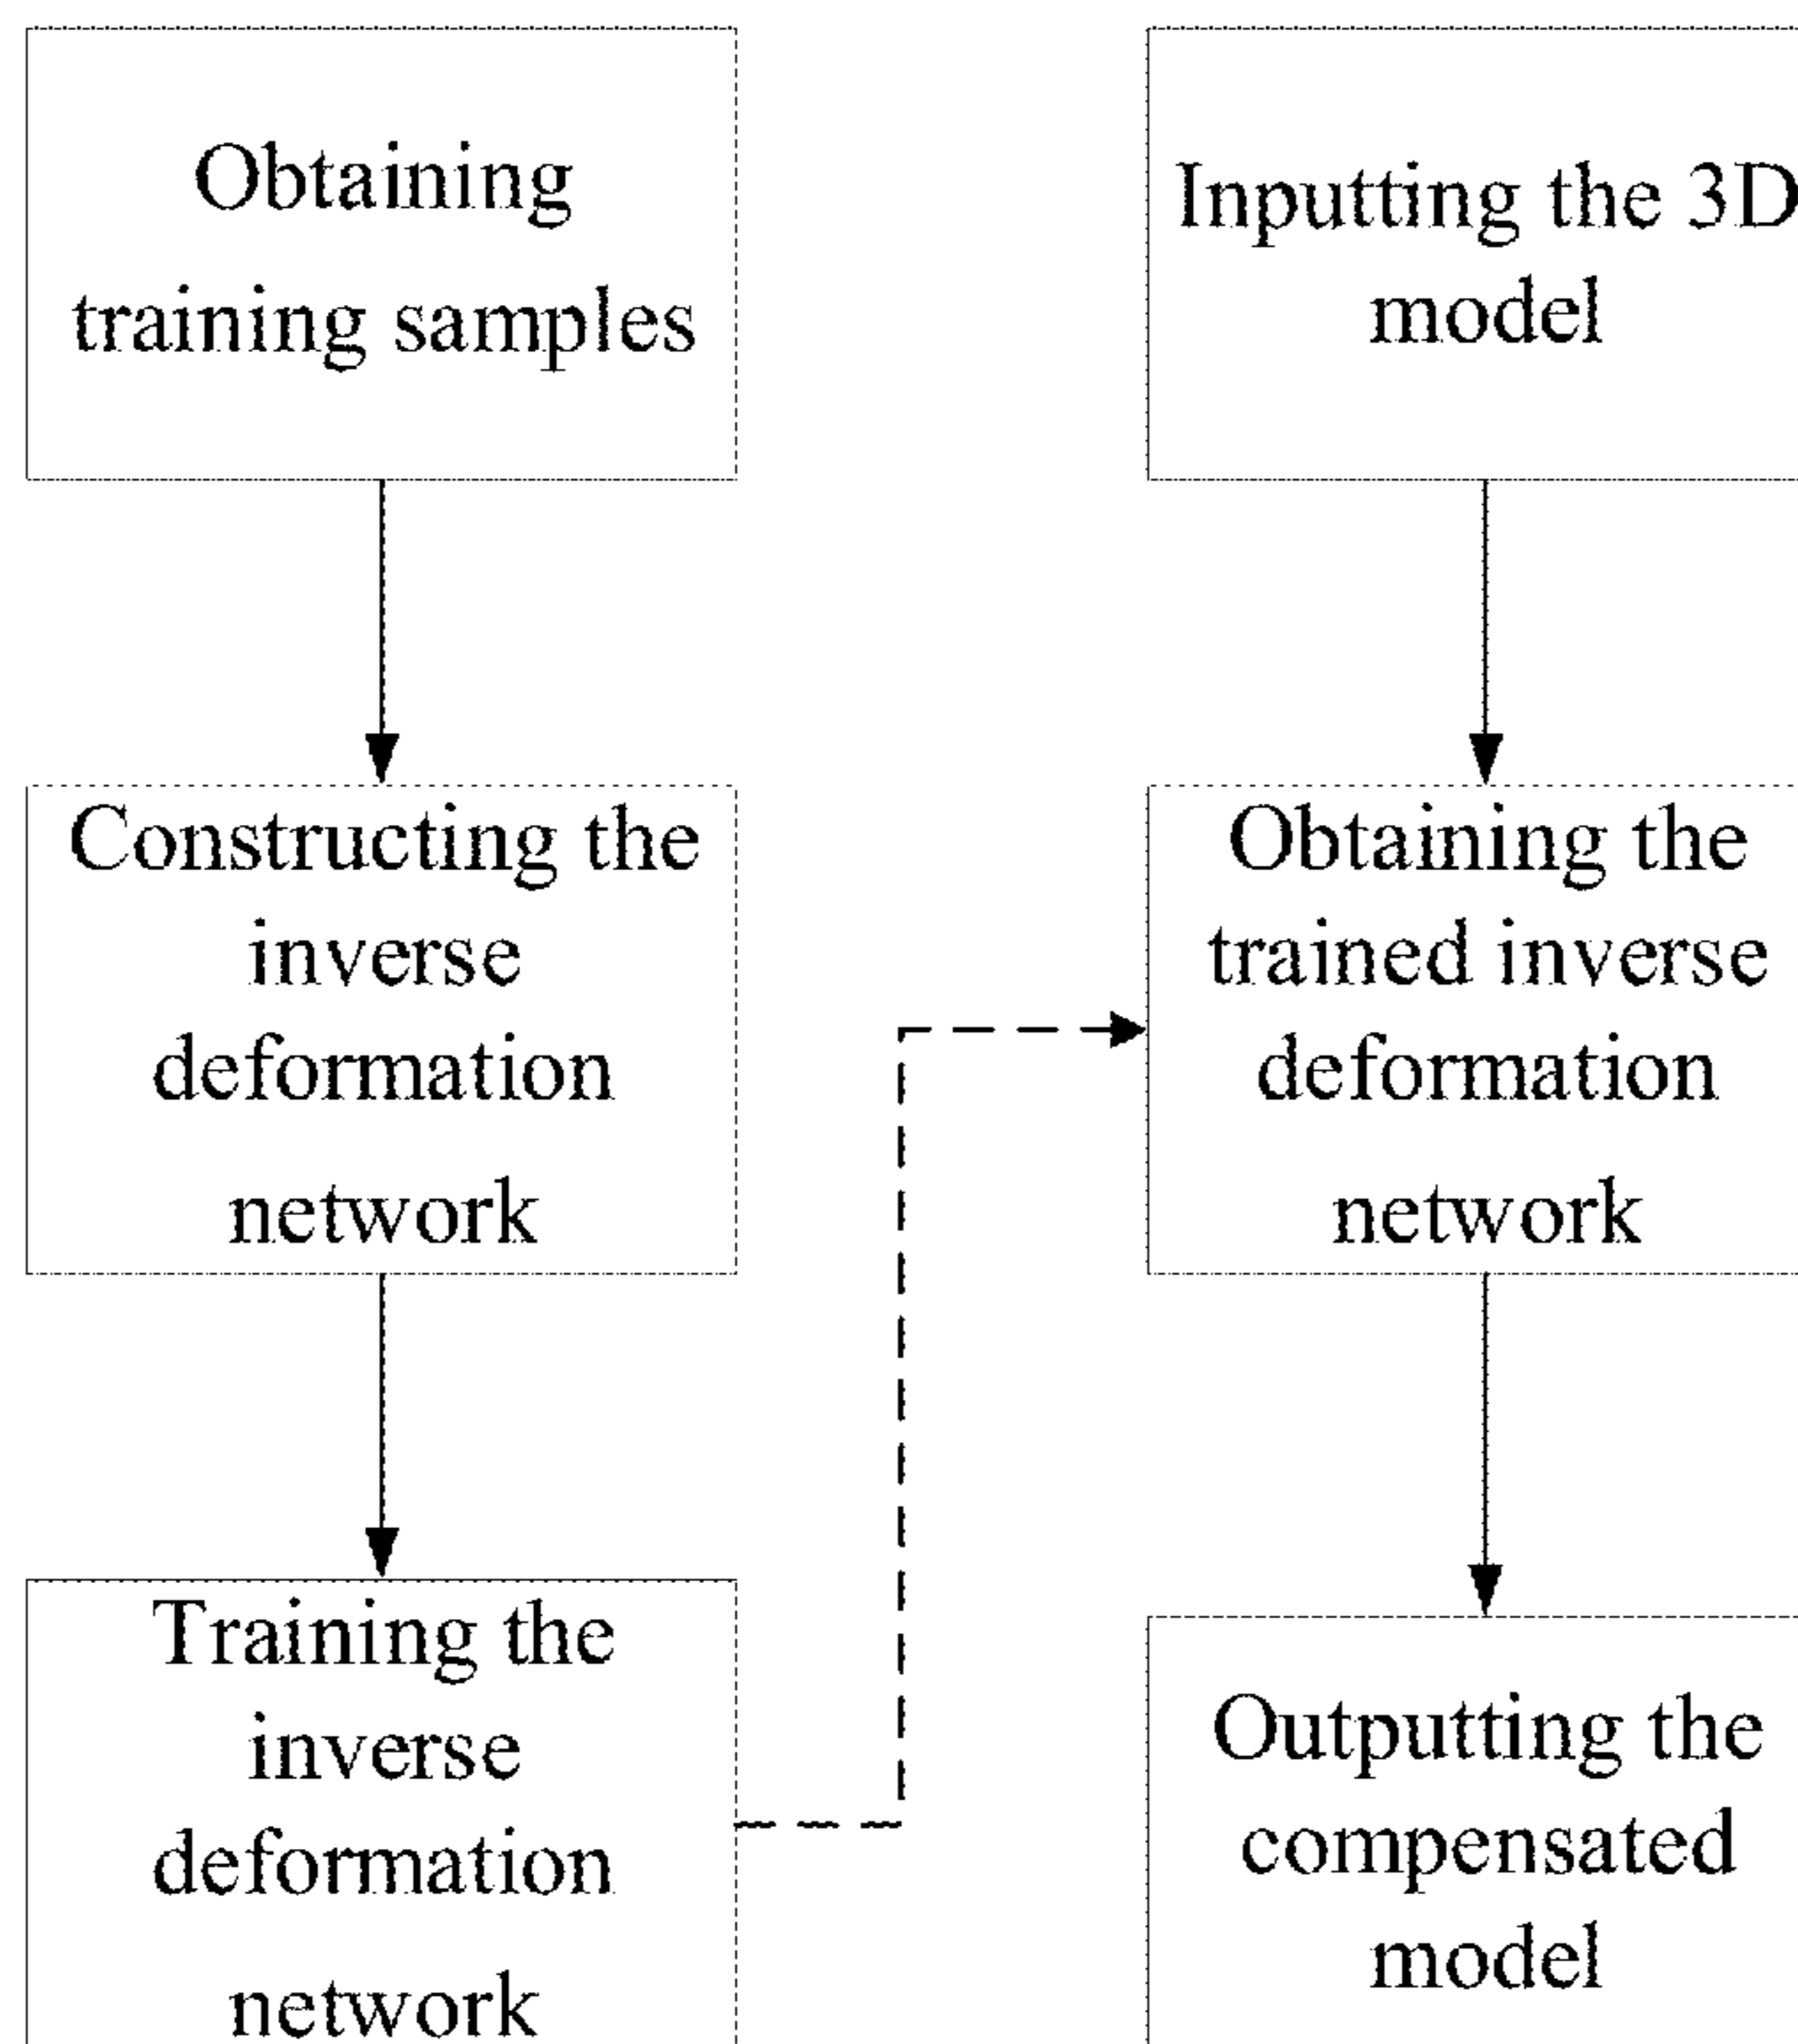 Obtaining
training samples
Constructing the
inverse
deformation
network
Training the
inverse
deformation
network
Inputting the 3D
model
Obtaining the
trained inverse
deformation
network
Outputting the
compensated
model